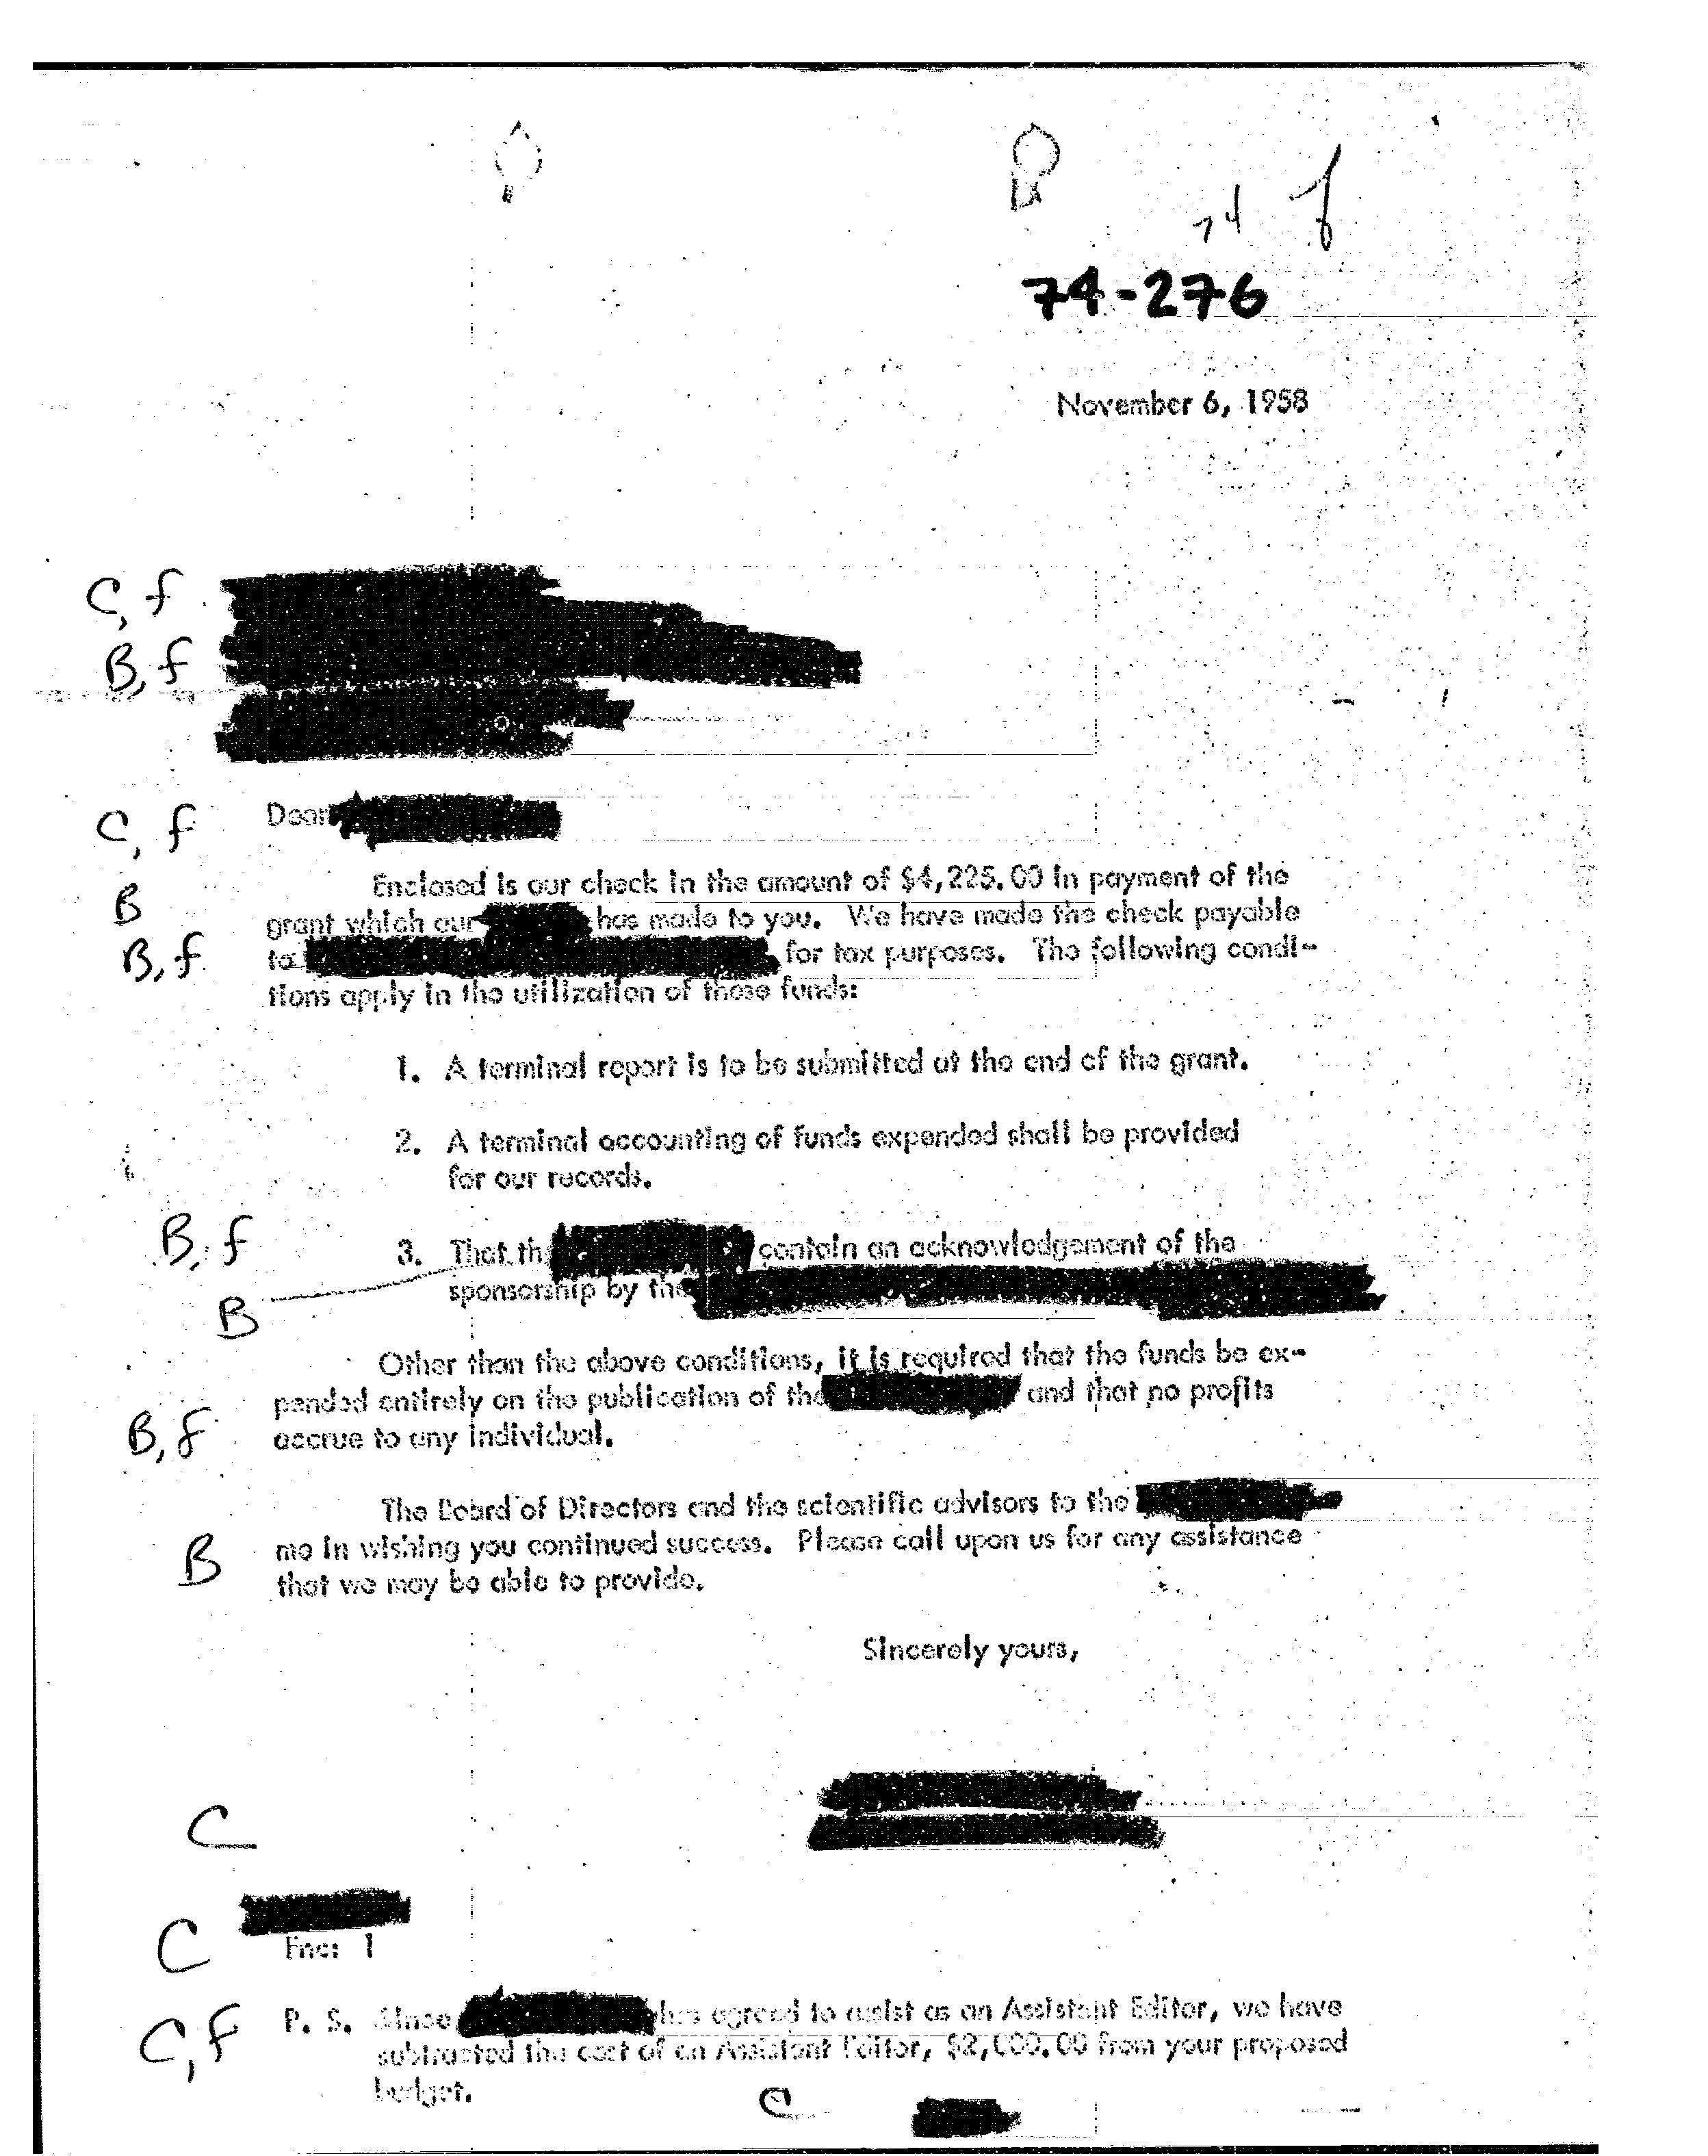 74 f
74-276
November 6, 1958
C, f
B, f
C, f Dear
Enclosed is our check in the amount of $4,225.00 in payment of the
B grant which our has made to you. We have made the check payable
B, f to for tax purposes. The following condi-
tions apply in the utilization of these funds:
1. A terminal report is to be submitted at the end of the grant.
2. A terminal accounting of funds expended shall be provided
for our records.
B, f 3. That the contain an acknowledgement of the
B sponsorship by the
Other than the above conditions, it is required that the funds be ex-
pended entirely on the publication of the and that no profits
B, f accrue to any individual.
The Board of Directors and the scientific advisors to the
B me in wishing you continued success. Please call upon us for any assistance
that we may be able to provide.
Sincerely yours,
C
C Enc: 1
C, f P. S. Since has agreed to assist as an Assistant Editor, we have
subtracted the cost of an Assistant Editor, $2,000.00 from your proposed
budget.
C